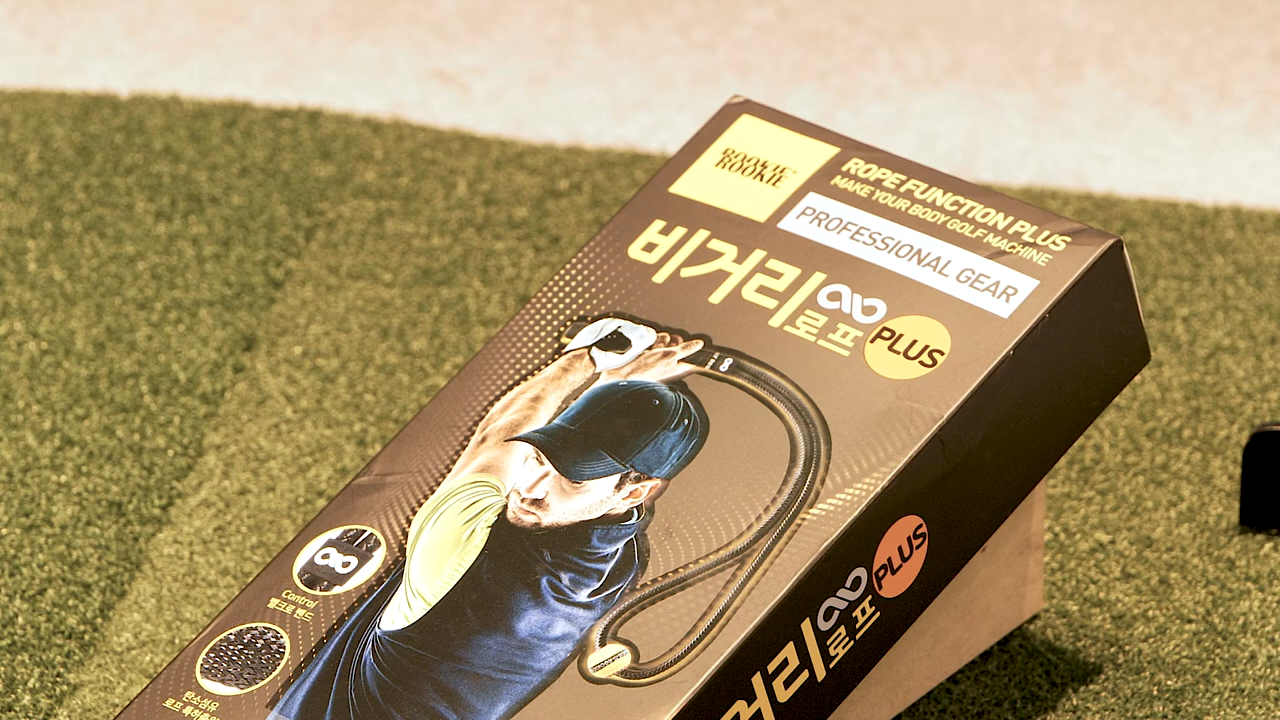 ROOKIE
ROOKIE
ROPE FUNCTION PLUS
MAKE YOUR BODY GOLF MACHINE
PROFESSIONAL GEAR
비거리
로프
PLUS
Control
벨크로 밴드
탄소섬유
로프 특허출원
거리
로프
PLUS